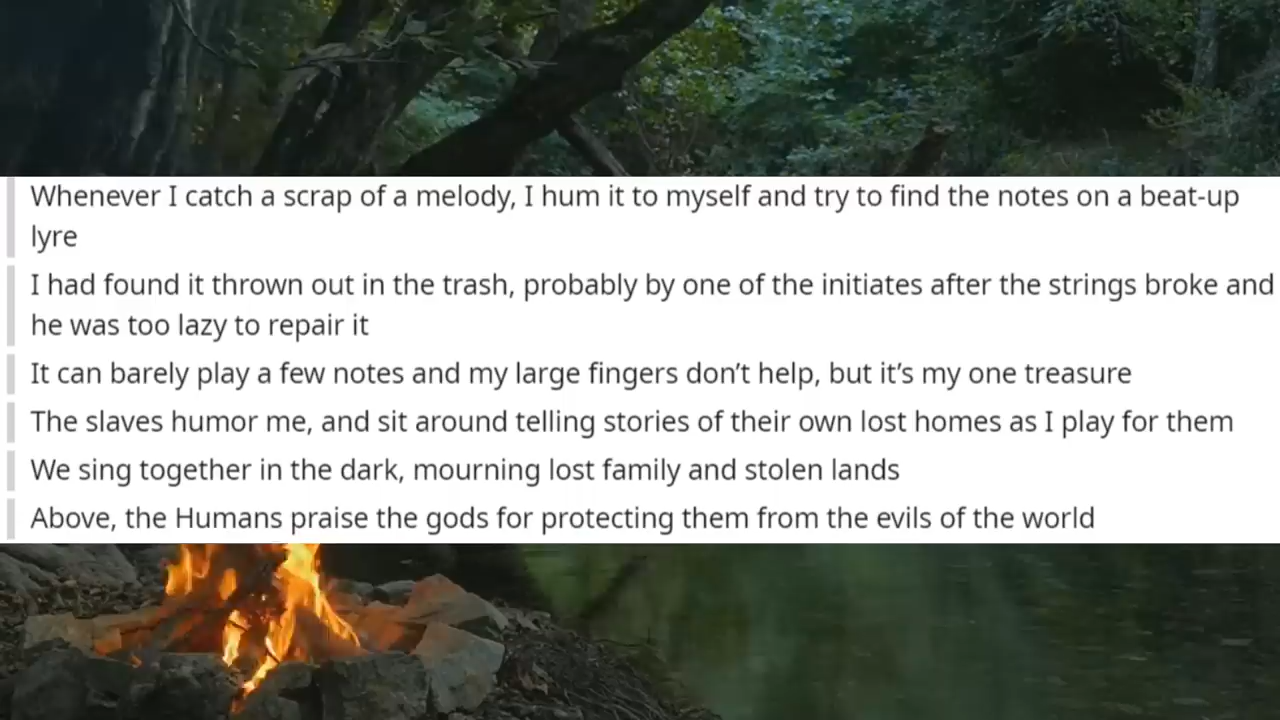 Whenever I catch a scrap of a melody, I hum it to myself and try to find the notes on a beat-up
lyre
I had found it thrown out in the trash, probably by one of the initiates after the strings broke and
he was too lazy to repair it
It can barely play a few notes and my large fingers don’t help, but it’s my one treasure
The slaves humor me, and sit around telling stories of their own lost homes as I play for them
We sing together in the dark, mourning lost family and stolen lands
Above, the Humans praise the gods for protecting them from the evils of the world